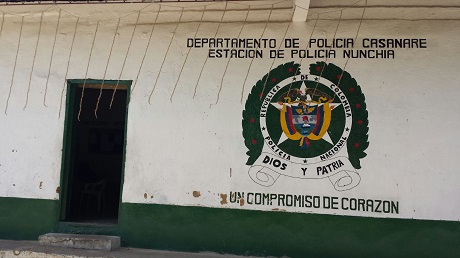 DEPARTAMENTO DE POLICIA CASANARE
ESTACION DE POLICIA NUNCHIA
REPUBLICA DE COLOMBIA
POLICIA NACIONAL
DIOS Y PATRIA
UN COMPROMISO DE CORAZON